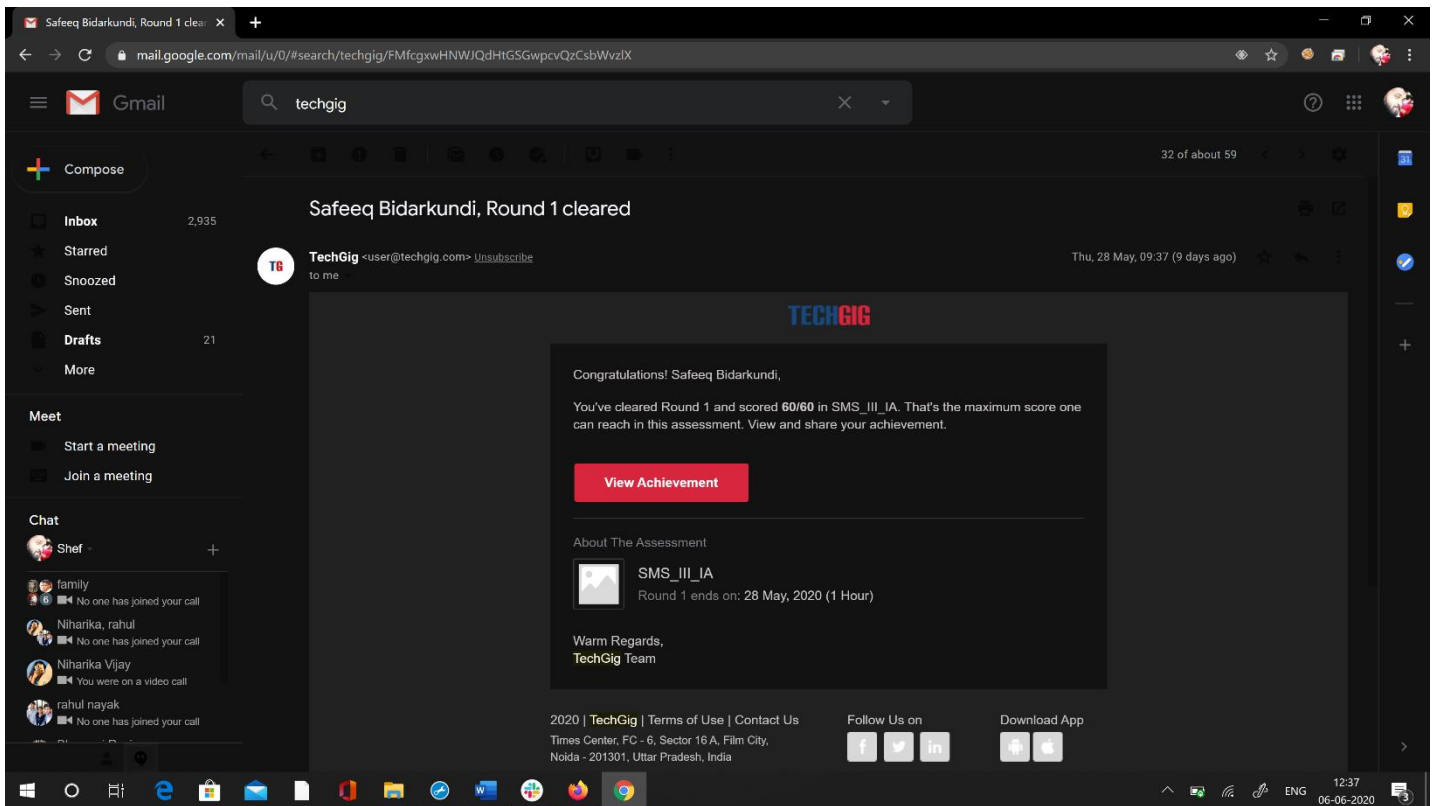 Safeeq Bidarkundi, Round 1 clear
mail.google.com/mail/u/0/#search/techgig/FMfcgxwHNWJQdHtGSGwpcvQzCsbWvzlX
Gmail
techgig
Compose
32 of about 59
31
Safeeq Bidarkundi, Round 1 cleared
Inbox 2,935
Starred
Snoozed
Sent
Drafts 21
More
TG
TechGig <user@techgig.com> Unsubscribe
Thu, 28 May, 09:37 (9 days ago)
to me
TECHGIG
Congratulations! Safeeq Bidarkundi,
You've cleared Round 1 and scored 60/60 in SMS_III_IA. That's the maximum score one
can reach in this assessment. View and share your achievement.
View Achievement
About The Assessment
SMS_III_IA
Round 1 ends on: 28 May, 2020 (1 Hour)
Warm Regards,
TechGig Team
2020 | TechGig | Terms of Use | Contact Us
Times Center, FC - 6, Sector 16 A, Film City,
Noida - 201301, Uttar Pradesh, India
Follow Us on
Download App
Meet
Start a meeting
Join a meeting
Chat
Shef
family
6 No one has joined your call
Niharika, rahul
No one has joined your call
Niharika Vijay
You were on a video call
rahul nayak
No one has joined your call
ENG
12:37
06-06-2020
3